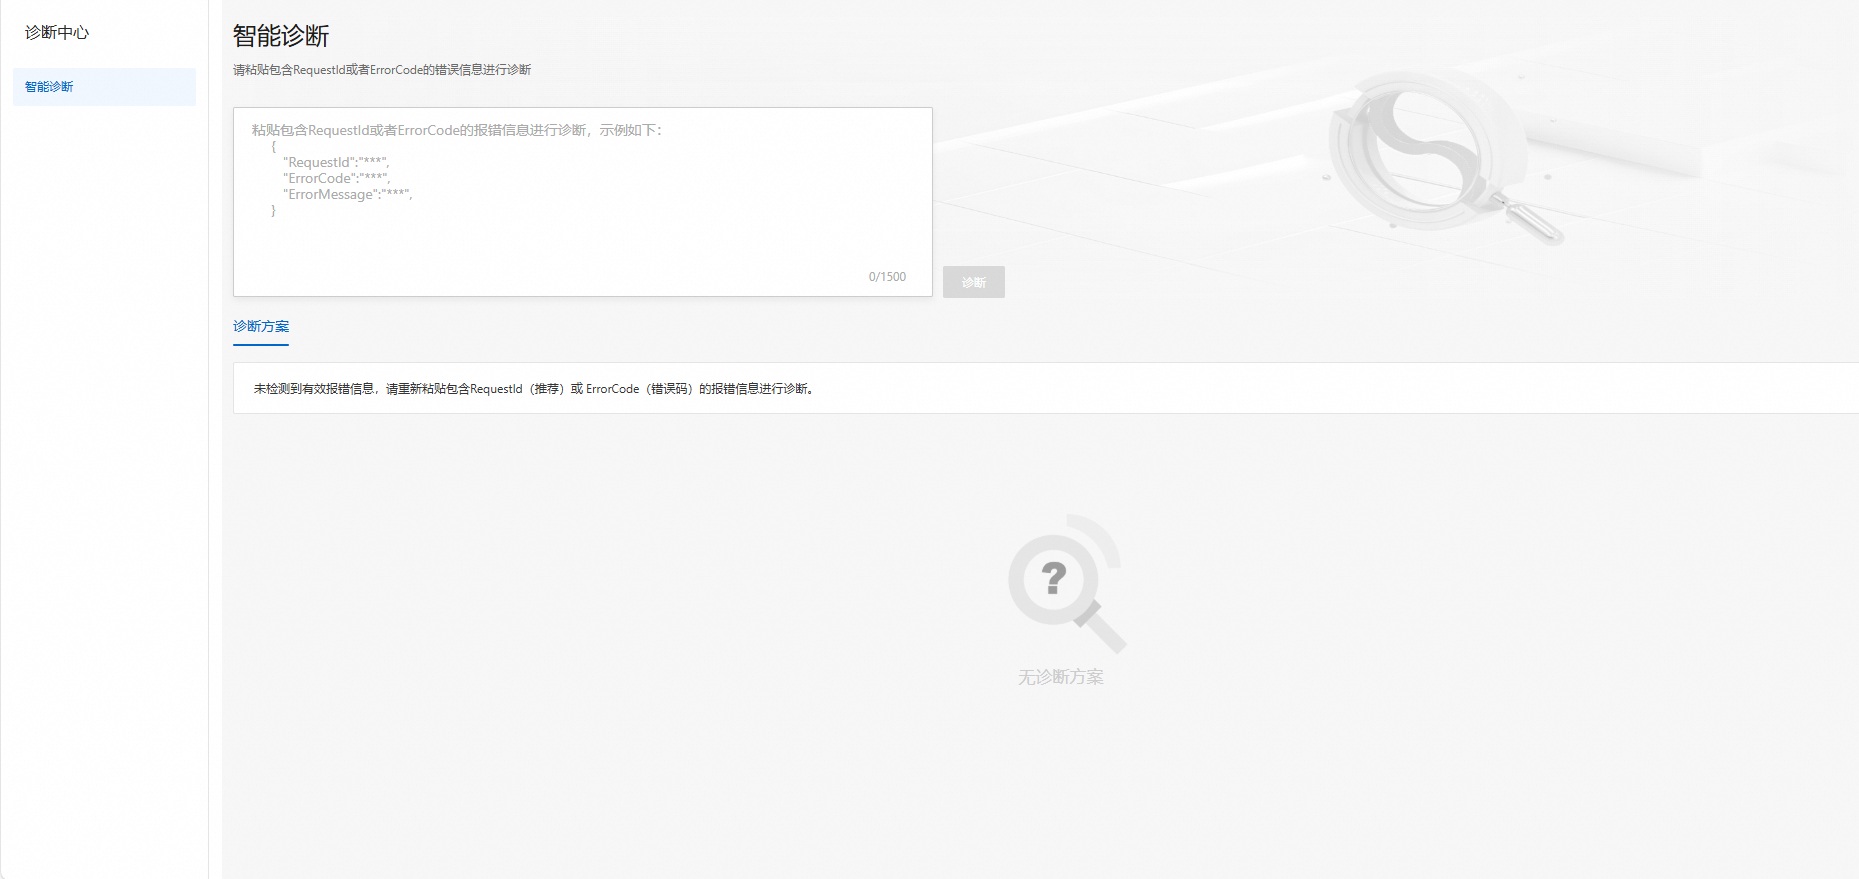 诊断中心
智能诊断
智能诊断
请粘贴包含RequestId或者ErrorCode的错误信息进行诊断
粘贴包含RequestId或者ErrorCode的报错信息进行诊断，示例如下：
{
"RequestId":"***",
"ErrorCode":"***",
"ErrorMessage":"***",
}
0/1500
诊断
诊断方案
未检测到有效报错信息，请重新粘贴包含RequestId（推荐）或 ErrorCode（错误码）的报错信息进行诊断。
?
无诊断方案